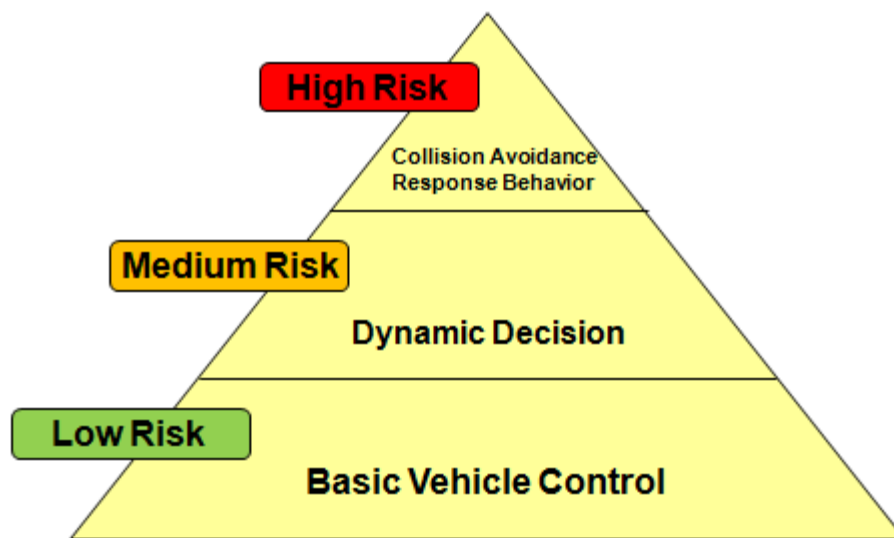 High Risk
Collision Avoidance
Response Behavior
Medium Risk
Dynamic Decision
Low Risk
Basic Vehicle Control